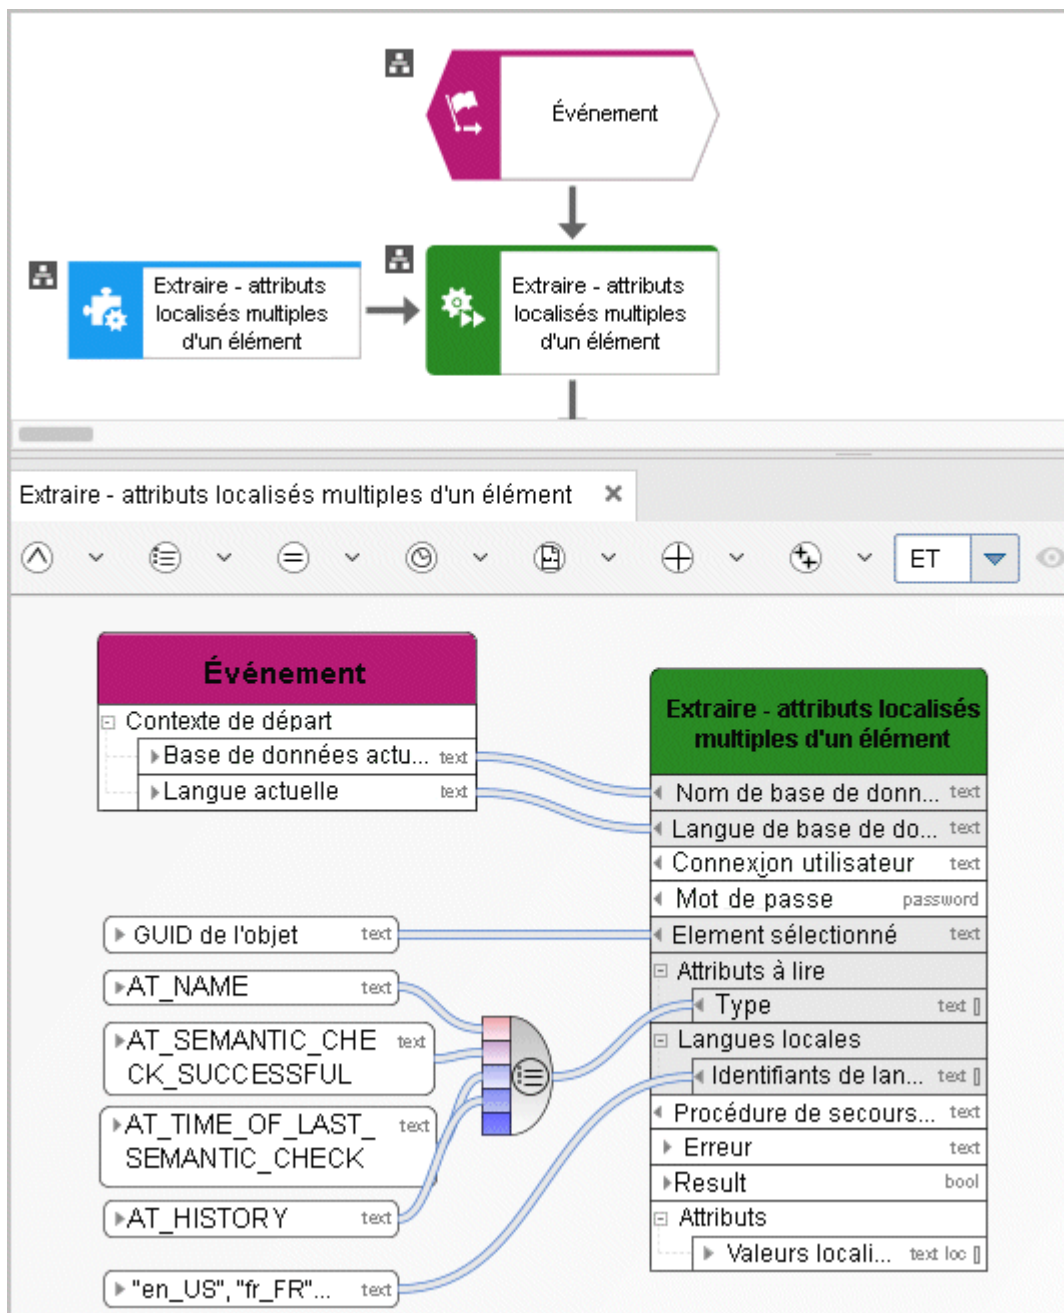 Événement
Extraire - attributs
localisés multiples
d'un élément
Extraire - attributs
localisés multiples
d'un élément
Extraire - attributs localisés multiples d'un élément
ET
Événement
Contexte de départ
Base de données actu... text
Langue actuelle text
Extraire - attributs localisés
multiples d'un élément
Nom de base de donn... text
Langue de base de do... text
Connexion utilisateur text
Mot de passe password
Element sélectionné text
Attributs à lire
Type text []
Langues locales
Identifiants de lan... text []
Procédure de secours... text
Erreur text
Result bool
Attributs
Valeurs locali... text loc []
GUID de l'objet text
AT_NAME text
AT_SEMANTIC_CHE text
CK_SUCCESSFUL
AT_TIME_OF_LAST_ text
SEMANTIC_CHECK
AT_HISTORY text
"en_US", "fr_FR"... text